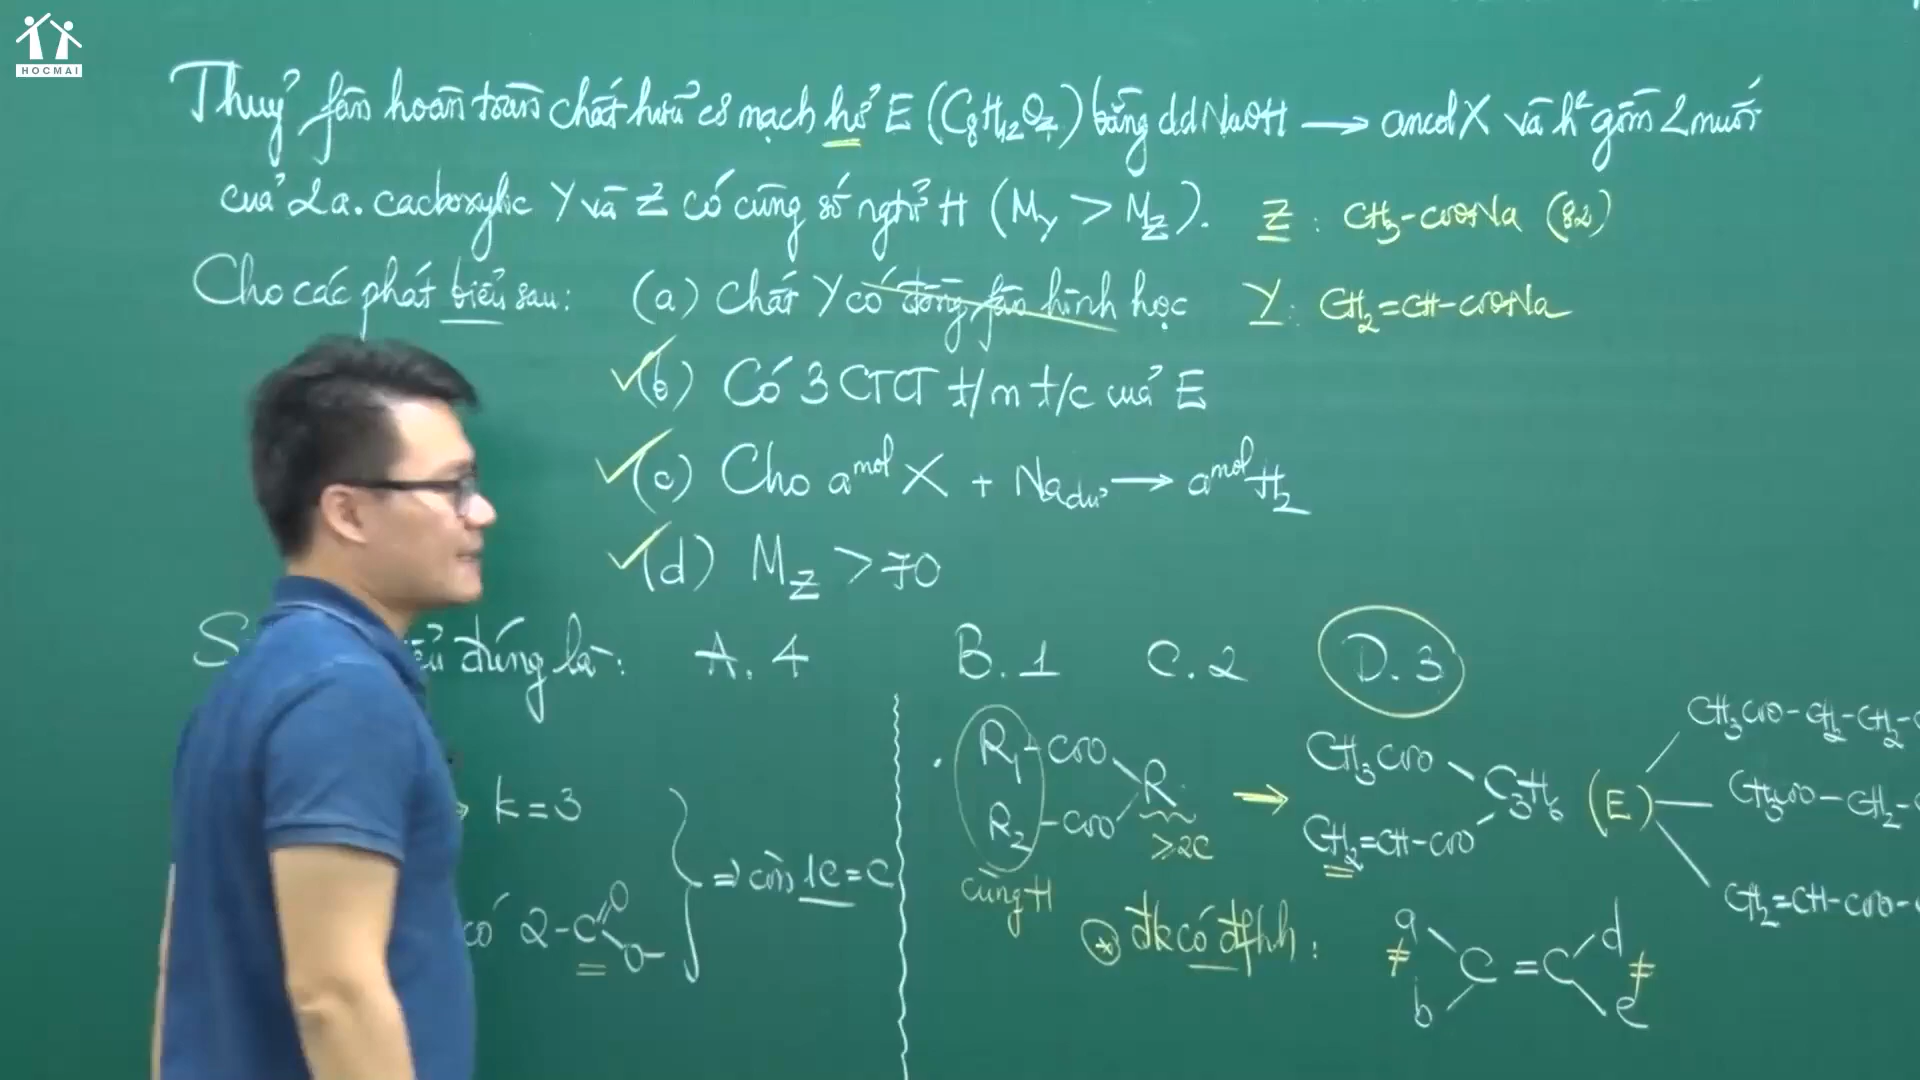 HOCMAI
Thuỷ fân hoàn toàn chất hữu cơ mạch hở E (C8H12O4) bằng dd NaOH → ancol X và h² gồm 2 muối
của 2 a. cacboxylic Y và Z có cùng số ngtử H (MY > MZ). Z : CH3-COONa (82)
Cho các phát biểu sau: (a) Chất Y có đồng fân hình học Y: CH2=CH-COONa
(b) Có 3 CTCT t/m t/c của E
(c) Cho a mol X + Na dư → a mol H2
(d) MZ > 70
đúng là: A. 4 B. 1 C. 2 D. 3
k = 3
có 2 -C=O O-
⇒ còn 1C=C
R1-COO
R2-COO
R
≥2C
cùng H
→
CH3COO
CH2=CH-COO
C3H6
(E)
CH3COO-CH2-CH2-
CH3COO-CH2-
CH2=CH-COO-
* đk có đfhh :
a ≠ b C = C d ≠ e